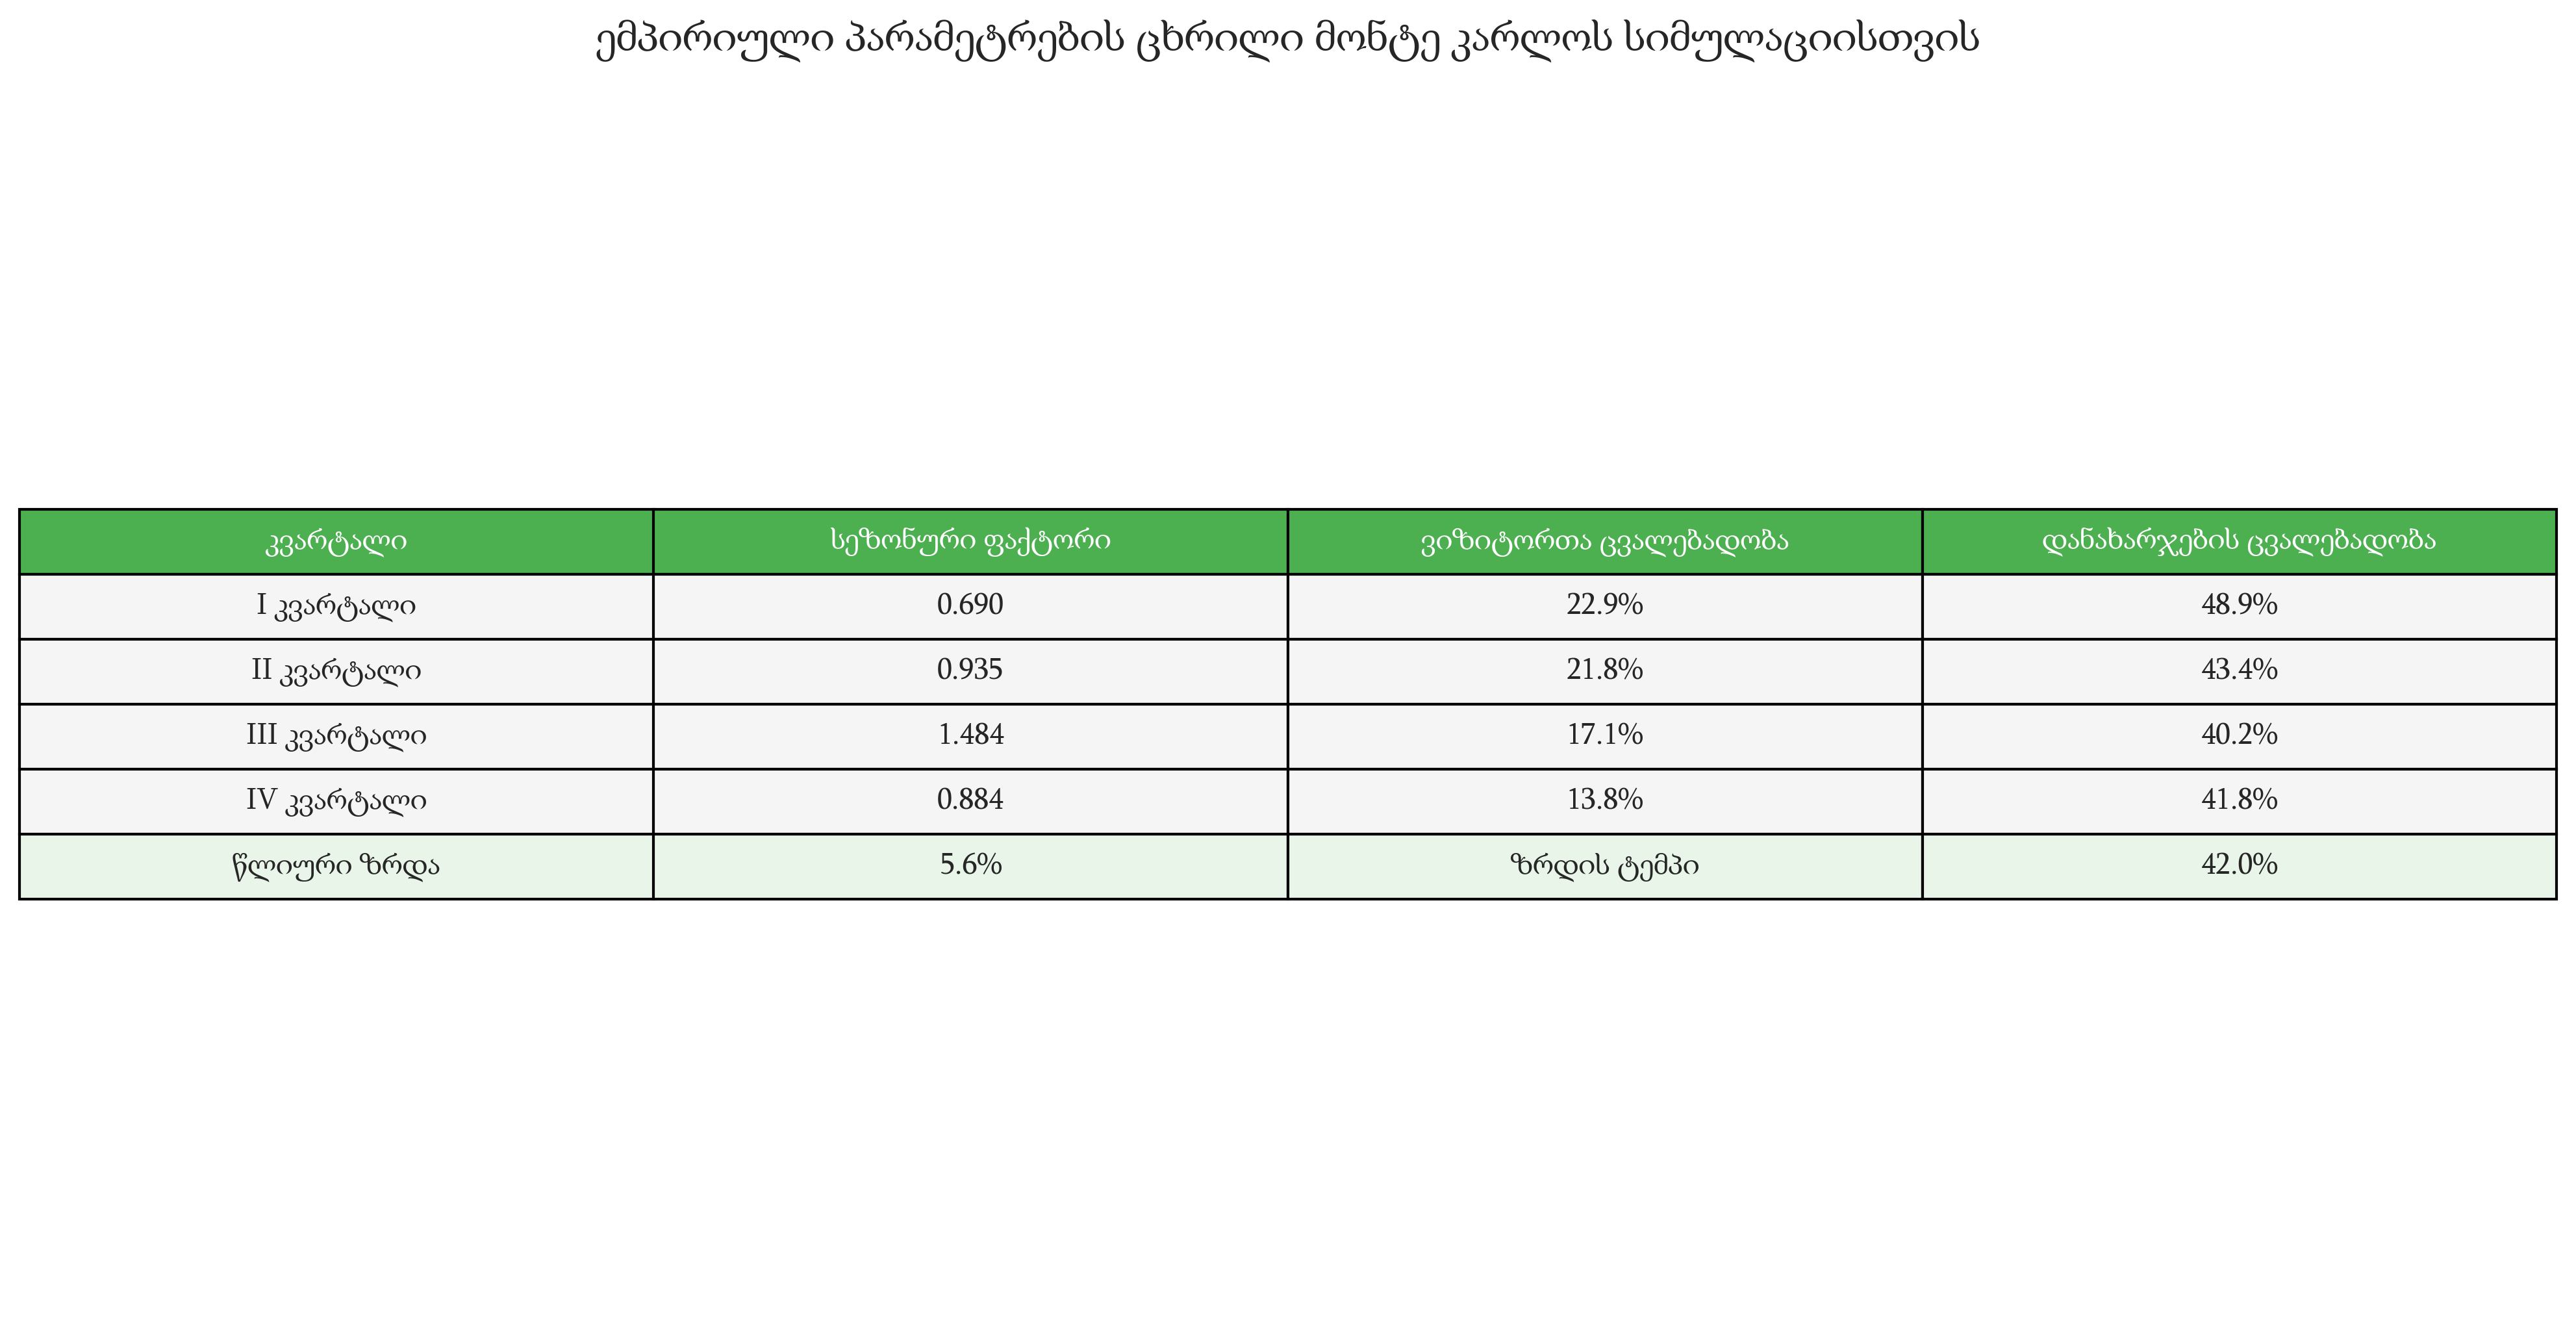 ემპირიული პარამეტრების ცხრილი მონტე კარლოს სიმულაციისთვის
კვარტალი სეზონური ფაქტორი ვიზიტორთა ცვალებადობა დანახარჯების ცვალებადობა
I კვარტალი 0.690 22.9% 48.9%
II კვარტალი 0.935 21.8% 43.4%
III კვარტალი 1.484 17.1% 40.2%
IV კვარტალი 0.884 13.8% 41.8%
წლიური ზრდა 5.6% ზრდის ტემპი 42.0%